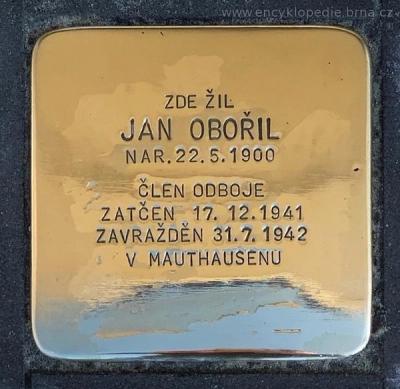 www.encyklopedie.brna.cz
ZDE ŽIL
JAN OBOŘIL
NAR. 22.5.1900
ČLEN ODBOJE
ZATČEN 17.12.1941
ZAVRAŽDĚN 31.7.1942
V MAUTHAUSENU